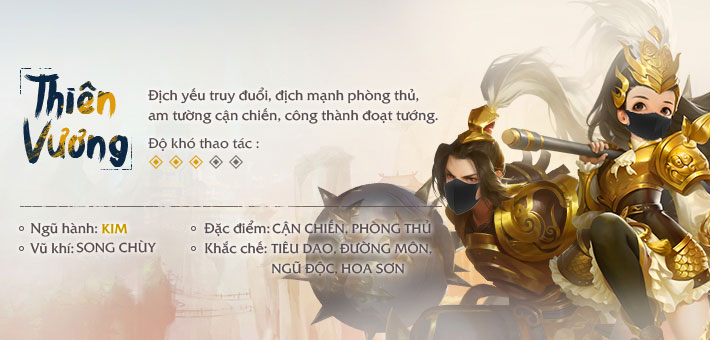 Thiên
Vương
Địch yếu truy đuổi, địch mạnh phòng thủ,
am tường cận chiến, công thành đoạt tướng.
Độ khó thao tác :
Ngũ hành: KIM
Vũ khí: SONG CHÙY
Đặc điểm: CẬN CHIẾN, PHÒNG THỦ
Khắc chế: TIÊU DAO, ĐƯỜNG MÔN,
NGŨ ĐỘC, HOA SƠN